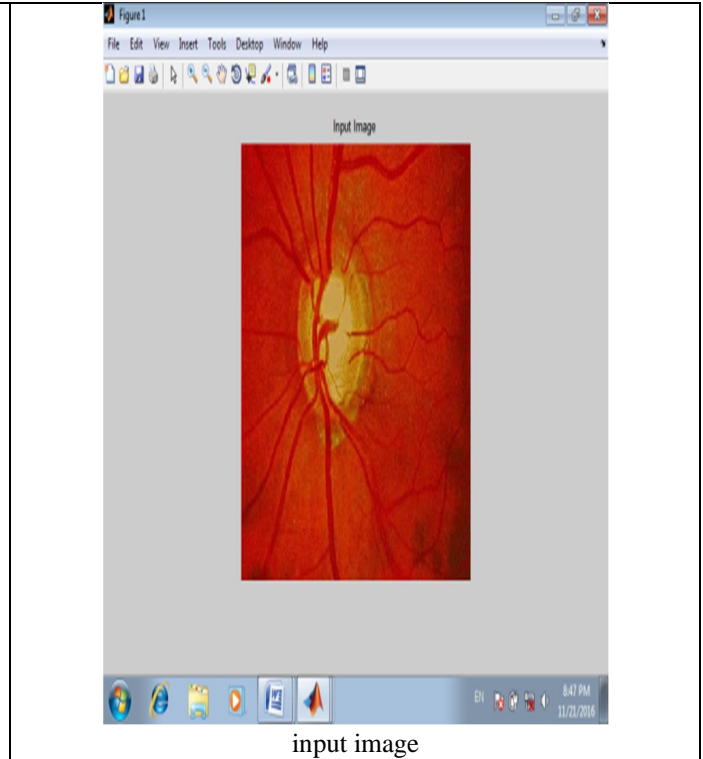 Figure 1
File Edit View Insert Tools Desktop Window Help
Input Image
EN
8:47 PM
11/21/2016
input image